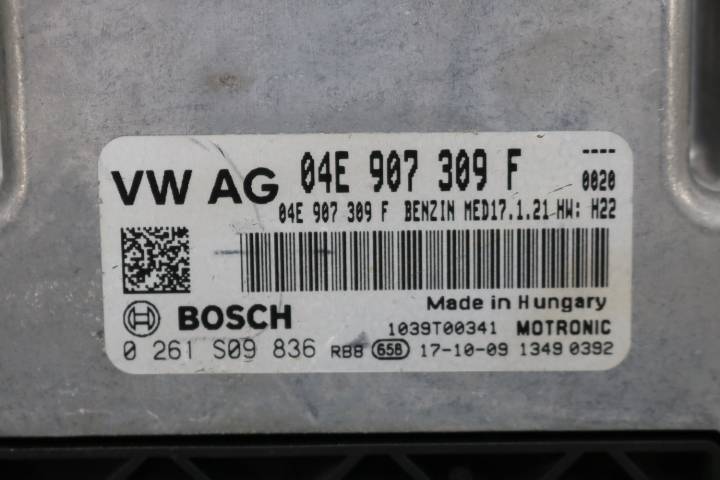 VW AG 04E 907 309 F ----
0020
04E 907 309 F BENZIN MED17.1.21 HW: H22
Made in Hungary
BOSCH 1039T00341 MOTRONIC
0 261 S09 836 RBB 658 17-10-09 1349 0392